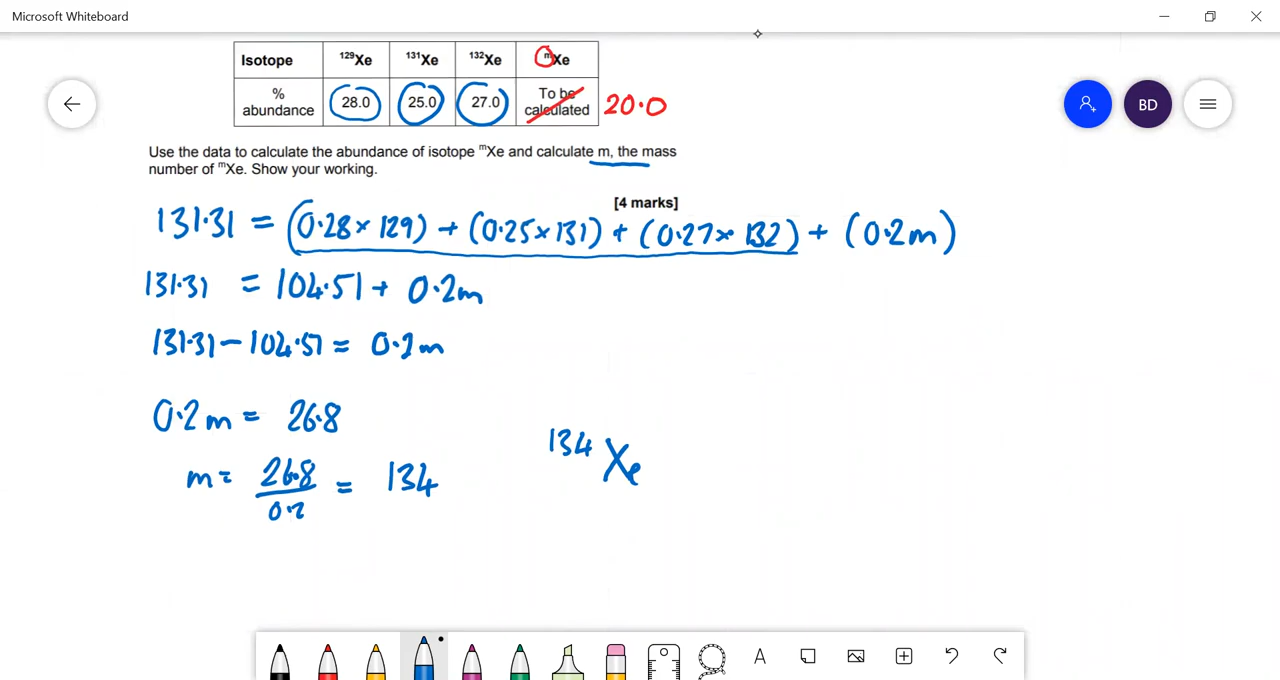 Microsoft Whiteboard
Isotope 129Xe 131Xe 132Xe mXe
% abundance 28.0 25.0 27.0 To be calculated 20.0
BD
Use the data to calculate the abundance of isotope mXe and calculate m, the mass
number of mXe. Show your working.
[4 marks]
131.31 = (0.28 × 129) + (0.25 × 131) + (0.27 × 132) + (0.2m)
131.31 = 104.51 + 0.2m
131.31 - 104.51 = 0.2m
0.2m = 26.8
m = 26.8/0.2 = 134
134Xe
A